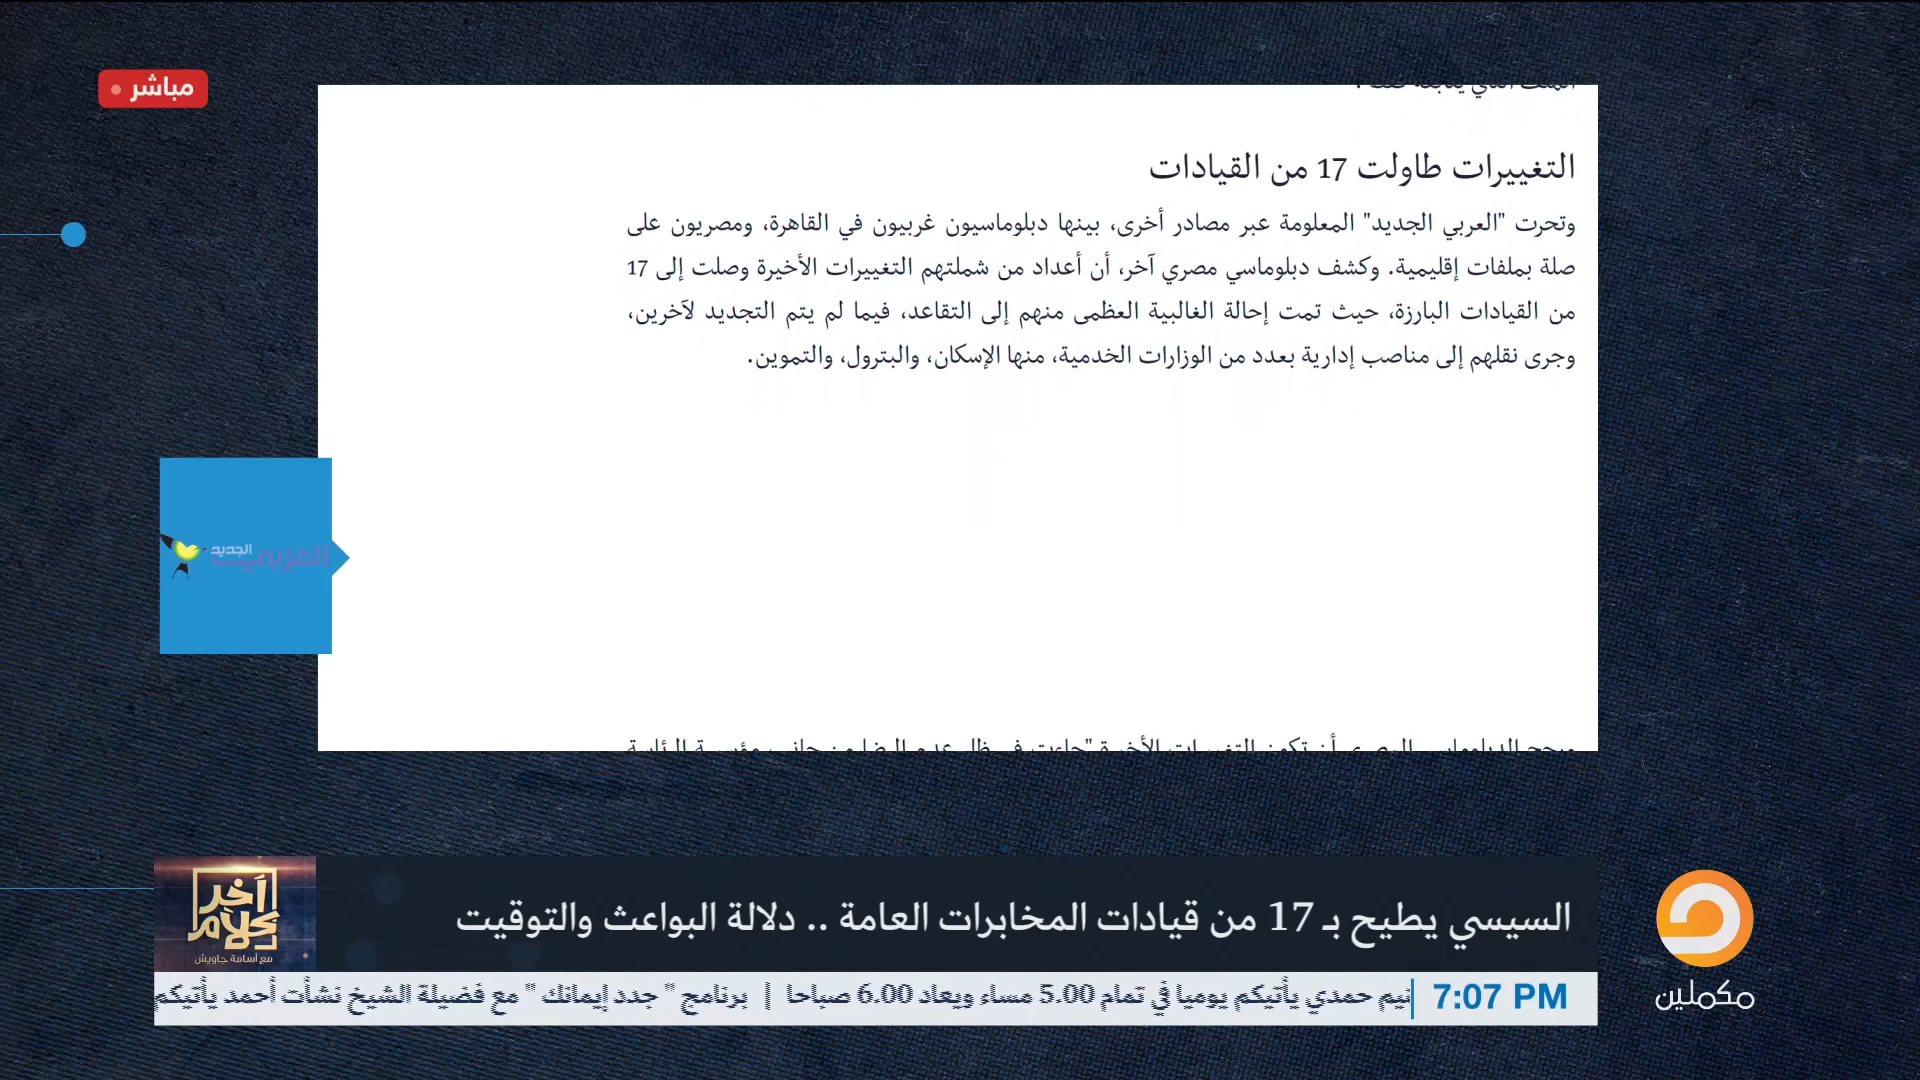 مباشر
التغييرات طاولت 17 من القيادات
وتحرت "العربي الجديد" المعلومة عبر مصادر أخرى، بينها دبلوماسيون غربيون في القاهرة، ومصريون على
صلة بملفات إقليمية. وكشف دبلوماسي مصري آخر، أن أعداد من شملتهم التغييرات الأخيرة وصلت إلى 17
من القيادات البارزة، حيث تمت إحالة الغالبية العظمى منهم إلى التقاعد، فيما لم يتم التجديد لآخرين،
وجرى نقلهم إلى مناصب إدارية بعدد من الوزارات الخدمية، منها الإسكان، والبترول، والتموين.
العربي الجديد
السيسي يطيح بـ 17 من قيادات المخابرات العامة .. دلالة البواعث والتوقيت
آخر
كلام
مع أسامة جاويش
7:07 PM
حمدي يأتيكم يوميا في تمام 5.00 مساء ويعاد 6.00 صباحا | برنامج " جدد إيمانك " مع فضيلة الشيخ نشأت أحمد يأتيكم
مكملين